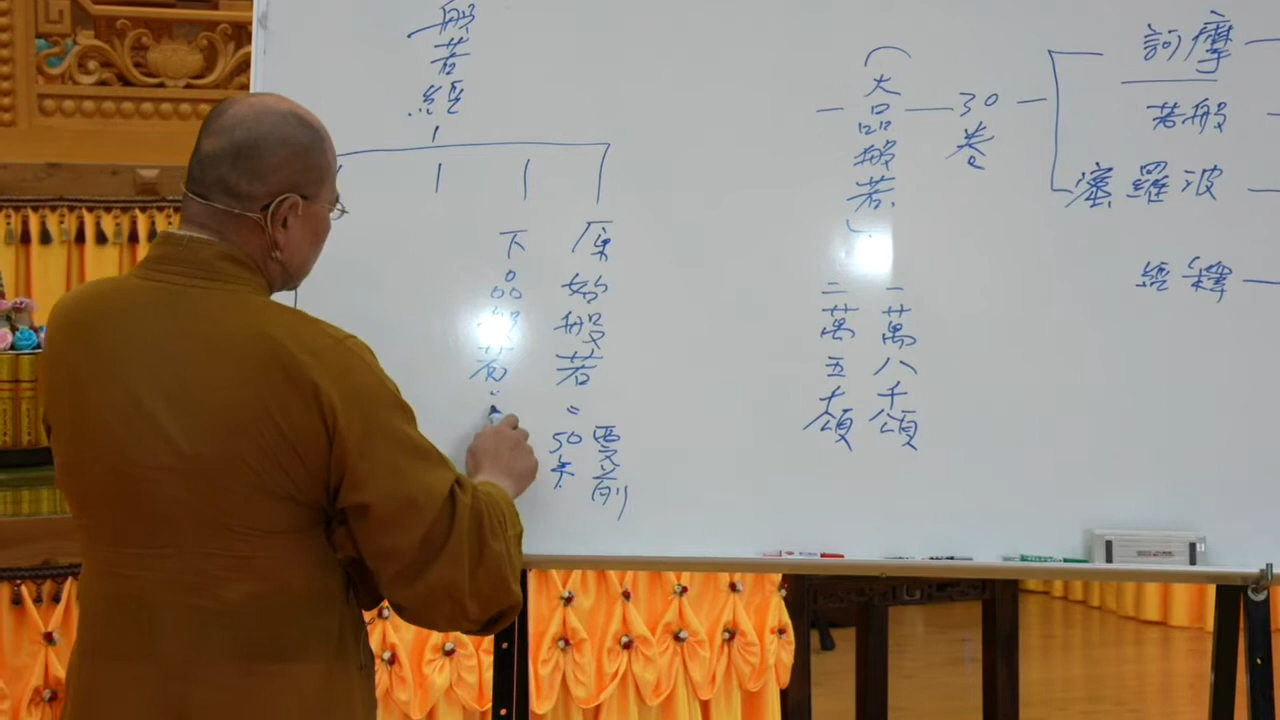 摩訶
般若
波羅蜜
釋經
30卷
（大品般若）
一萬八千頌
二萬五千頌
般若經
原始般若＝
前
50年
下品般若：